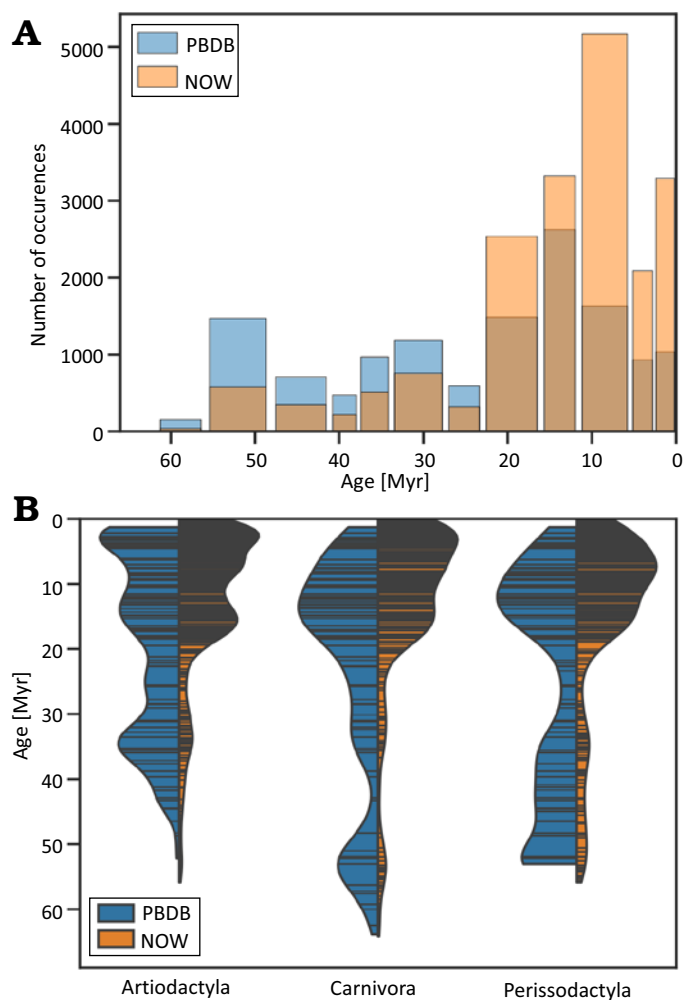 A
PBDB
NOW
5000
4000
3000
2000
1000
0
Number of occurences
60
50
40
30
20
10
0
Age [Myr]
B
0
10
20
30
40
50
60
Age [Myr]
PBDB
NOW
Artiodactyla
Carnivora
Perissodactyla